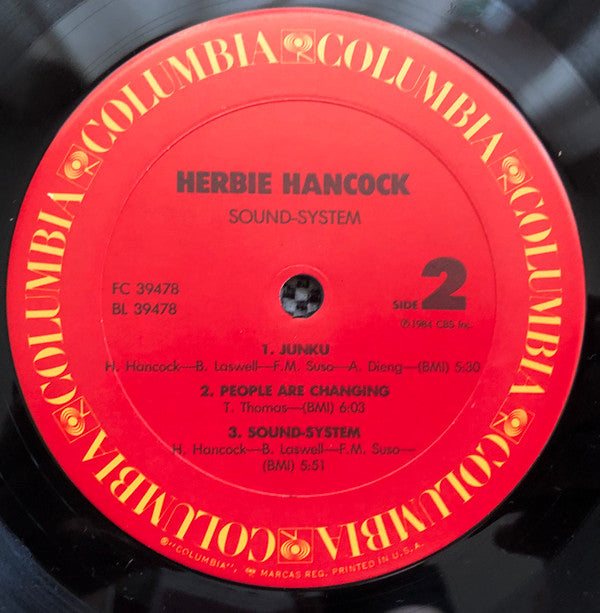 COLUMBIA COLUMBIA COLUMBIA COLUMBIA COLUMBIA COLUMBIA
HERBIE HANCOCK
SOUND-SYSTEM
FC 39478
BL 39478
SIDE 2
℗ 1984 CBS Inc.
1. JUNKU
H. Hancock—B. Laswell—F.M. Suso—A. Dieng—(BMI) 5:30
2. PEOPLE ARE CHANGING
T. Thomas—(BMI) 6:03
3. SOUND-SYSTEM
H. Hancock—B. Laswell—F.M. Suso—
(BMI) 5:51
®"COLUMBIA", MARCAS REG. PRINTED IN U.S.A.